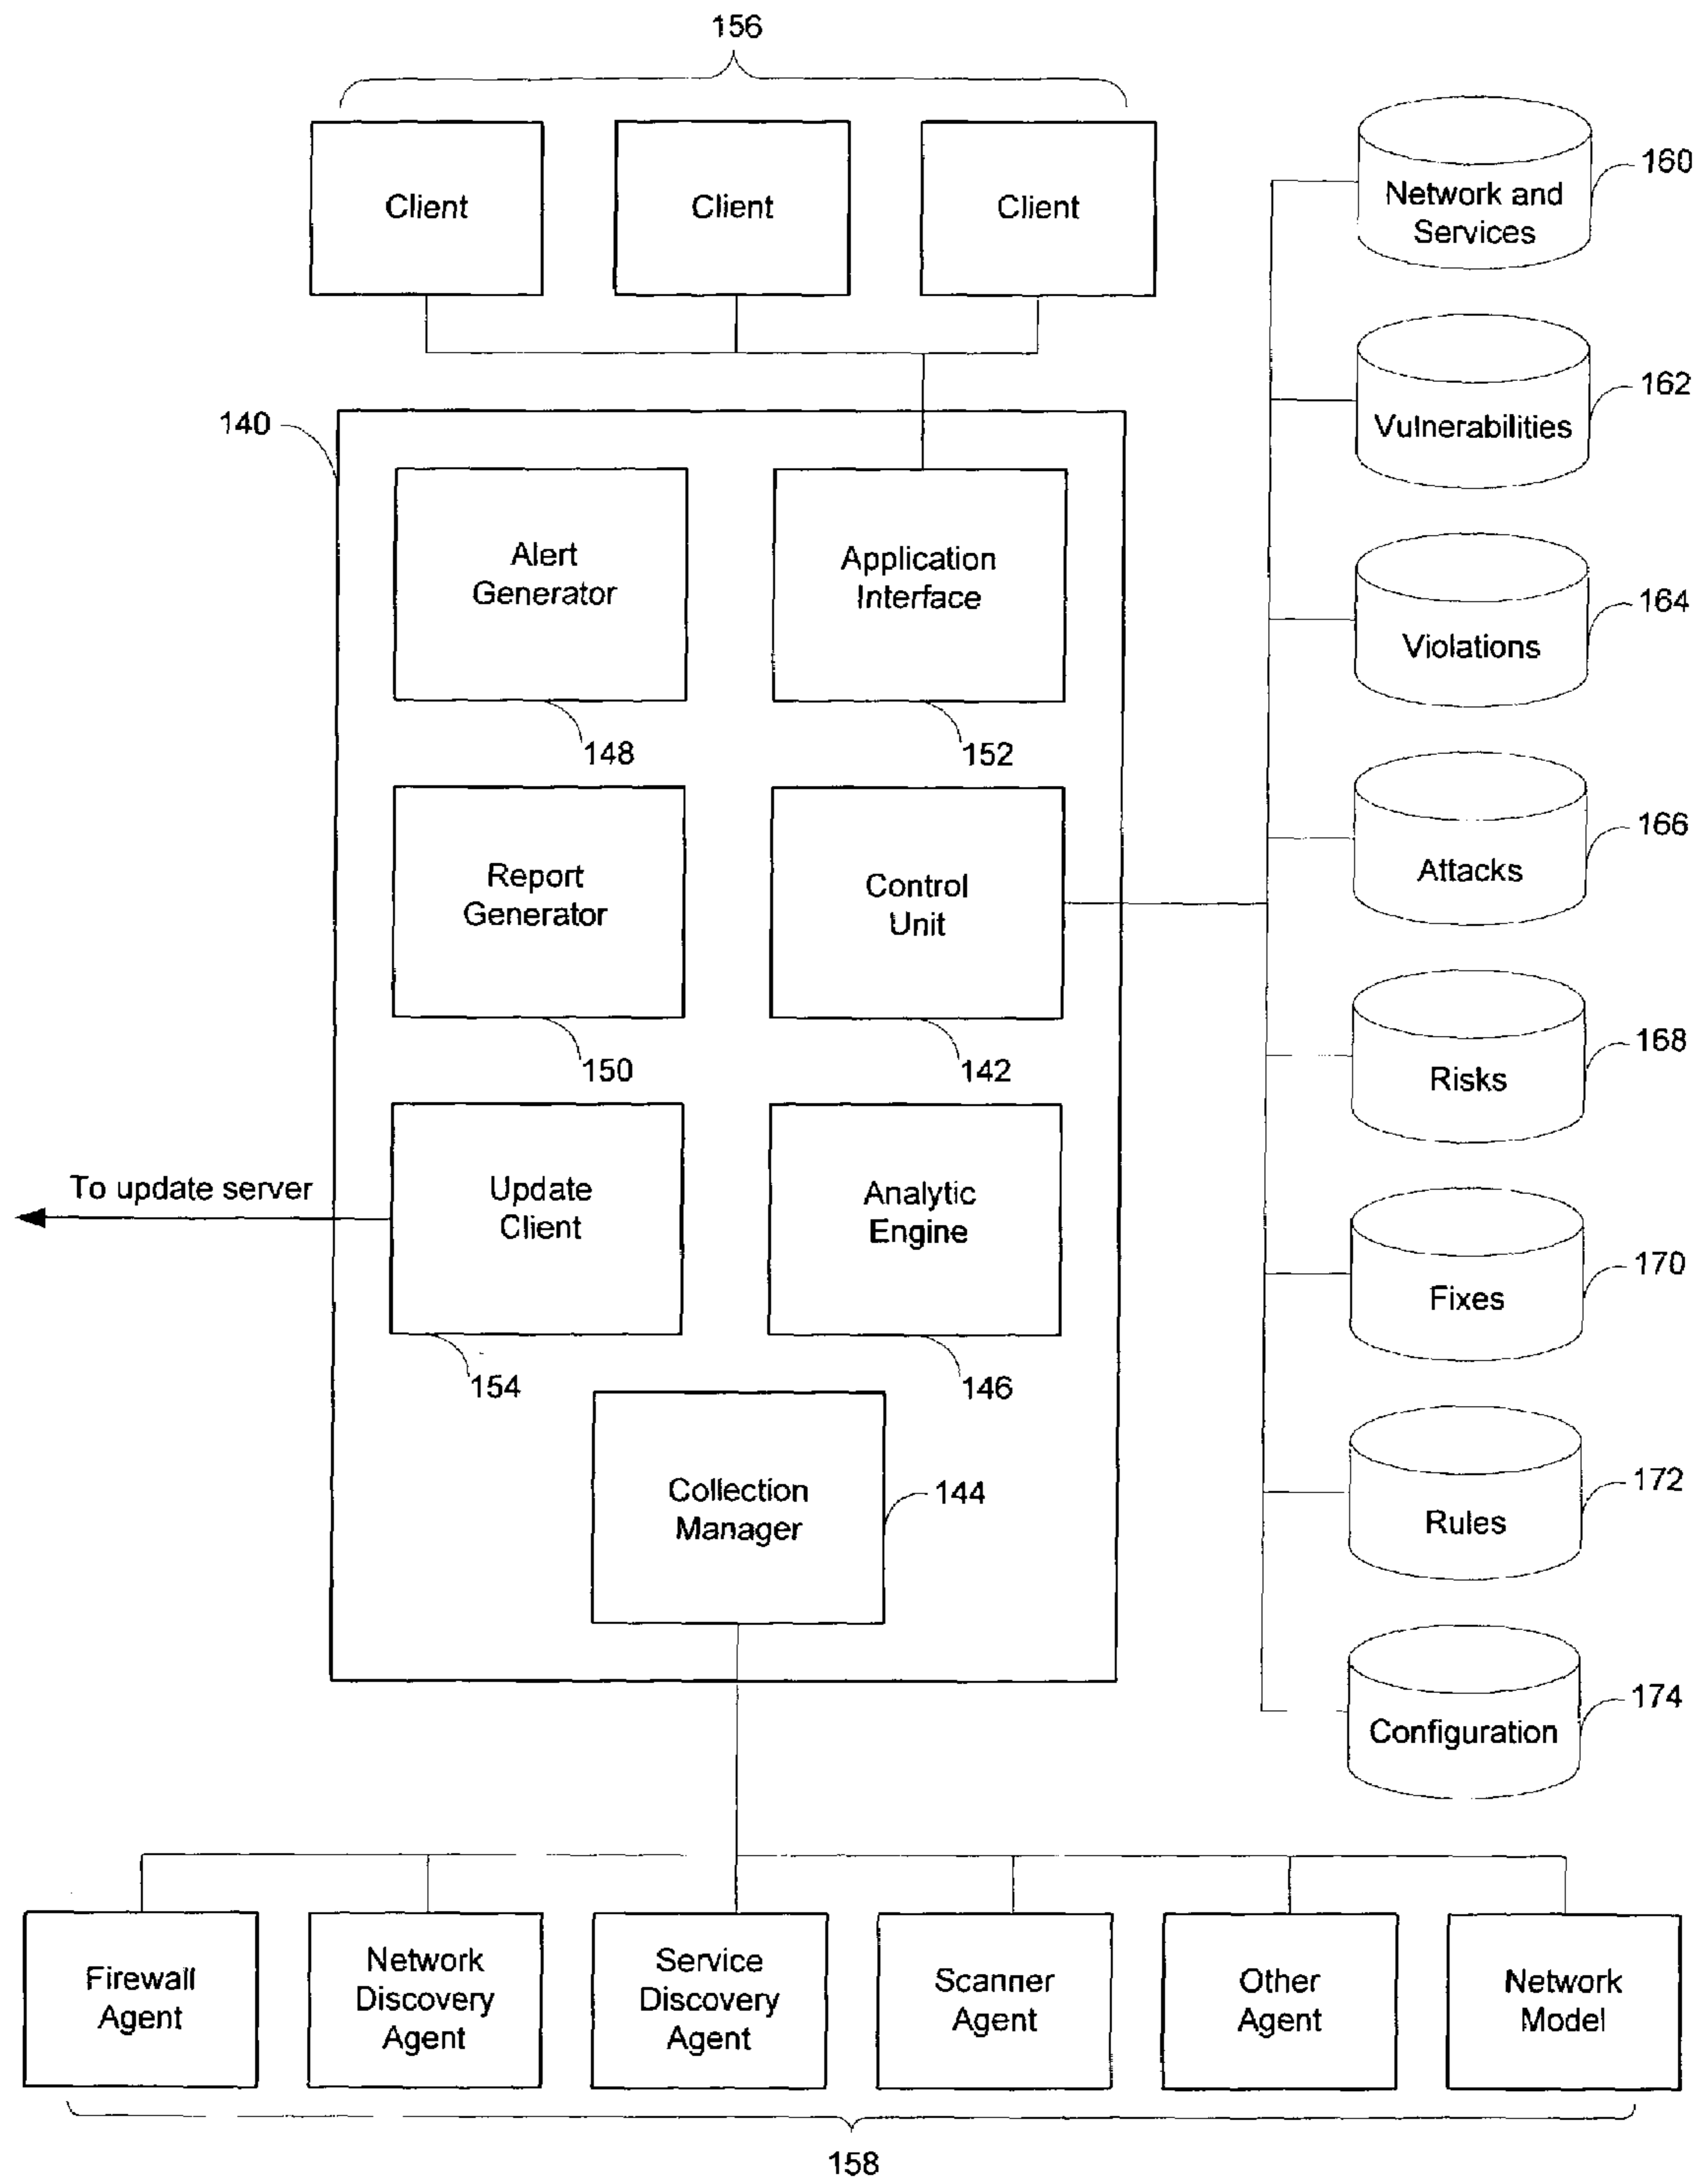 156
Client
Client
Client
160
Network and
Services
162
Vulnerabilities
140
Alert
Generator
148
Application
Interface
152
164
Violations
Report
Generator
150
Control
Unit
142
166
Attacks
168
Risks
To update server
Update
Client
154
Analytic
Engine
146
170
Fixes
Collection
Manager
144
172
Rules
174
Configuration
Firewall
Agent
Network
Discovery
Agent
Service
Discovery
Agent
Scanner
Agent
Other
Agent
Network
Model
158